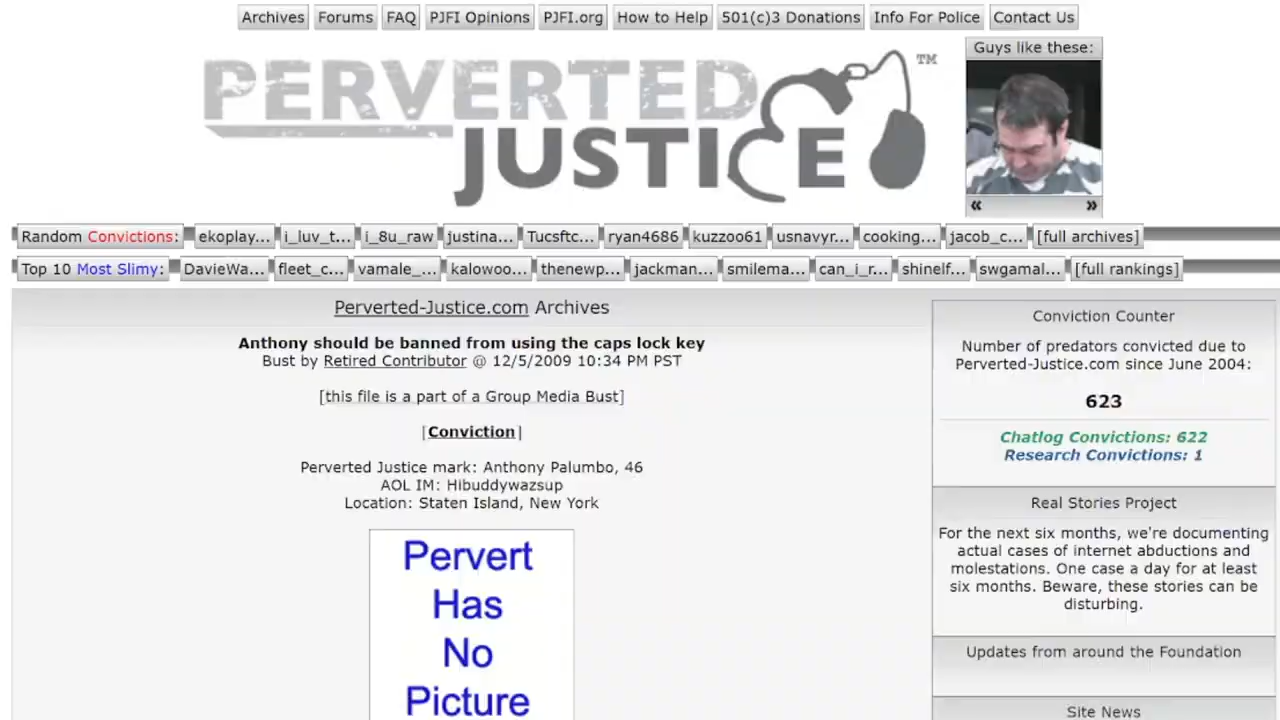 Archives Forums FAQ PJFI Opinions PJFI.org How to Help 501(c)3 Donations Info For Police Contact Us
PERVERTED JUSTICE ™
Guys like these:
« »
Random Convictions: ekoplay... i_luv_t... i_8u_raw justina... Tucsftc... ryan4686 kuzzoo61 usnavyr... cooking... jacob_c... [full archives]
Top 10 Most Slimy: DavieWa... fleet_c... vamale_... kalowoo... thenewp... jackman... smilema... can_i_r... shinelf... swgamal... [full rankings]
Perverted-Justice.com Archives
Anthony should be banned from using the caps lock key
Bust by Retired Contributor @ 12/5/2009 10:34 PM PST
[this file is a part of a Group Media Bust]
[Conviction]
Perverted Justice mark: Anthony Palumbo, 46
AOL IM: Hibuddywazsup
Location: Staten Island, New York
Pervert
Has
No
Picture
Conviction Counter
Number of predators convicted due to
Perverted-Justice.com since June 2004:
623
Chatlog Convictions: 622
Research Convictions: 1
Real Stories Project
For the next six months, we're documenting
actual cases of internet abductions and
molestations. One case a day for at least
six months. Beware, these stories can be
disturbing.
Updates from around the Foundation
Site News